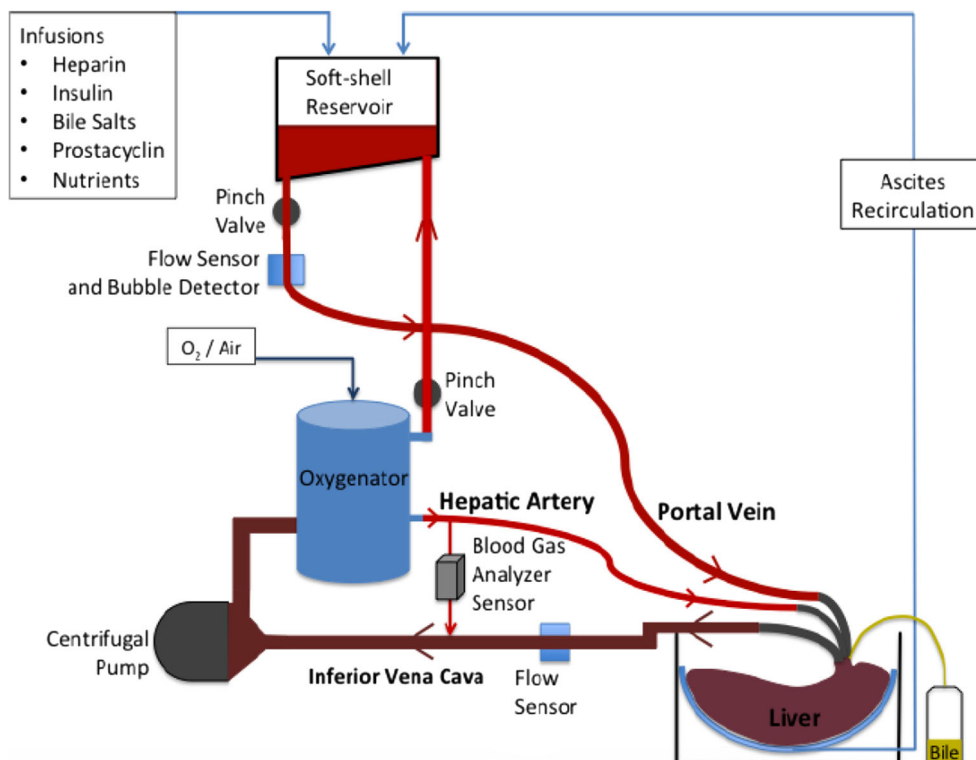 Infusions
• Heparin
• Insulin
• Bile Salts
• Prostacyclin
• Nutrients
Soft-shell
Reservoir
Ascites
Recirculation
Pinch
Valve
Flow Sensor
and Bubble Detector
O₂ / Air
Pinch
Valve
Oxygenator
Hepatic Artery
Portal Vein
Blood Gas
Analyzer
Sensor
Centrifugal
Pump
Inferior Vena Cava
Flow
Sensor
Liver
Bile